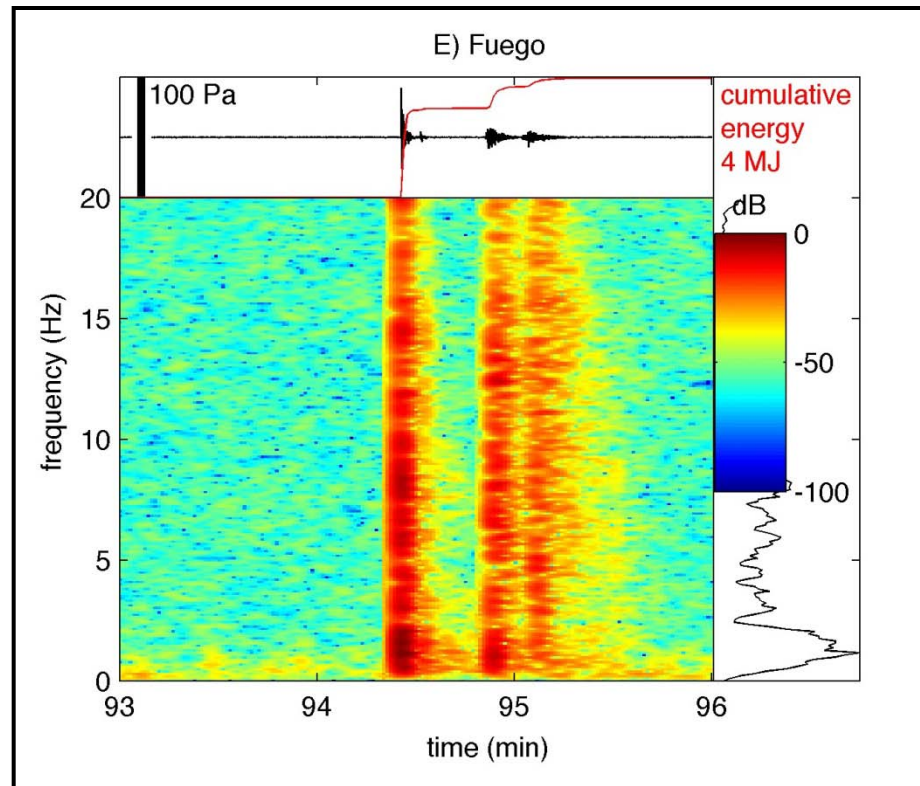 E) Fuego
100 Pa
cumulative
energy
4 MJ
20
15
10
5
0
frequency (Hz)
dB
0
-50
-100
93
94
95
96
time (min)